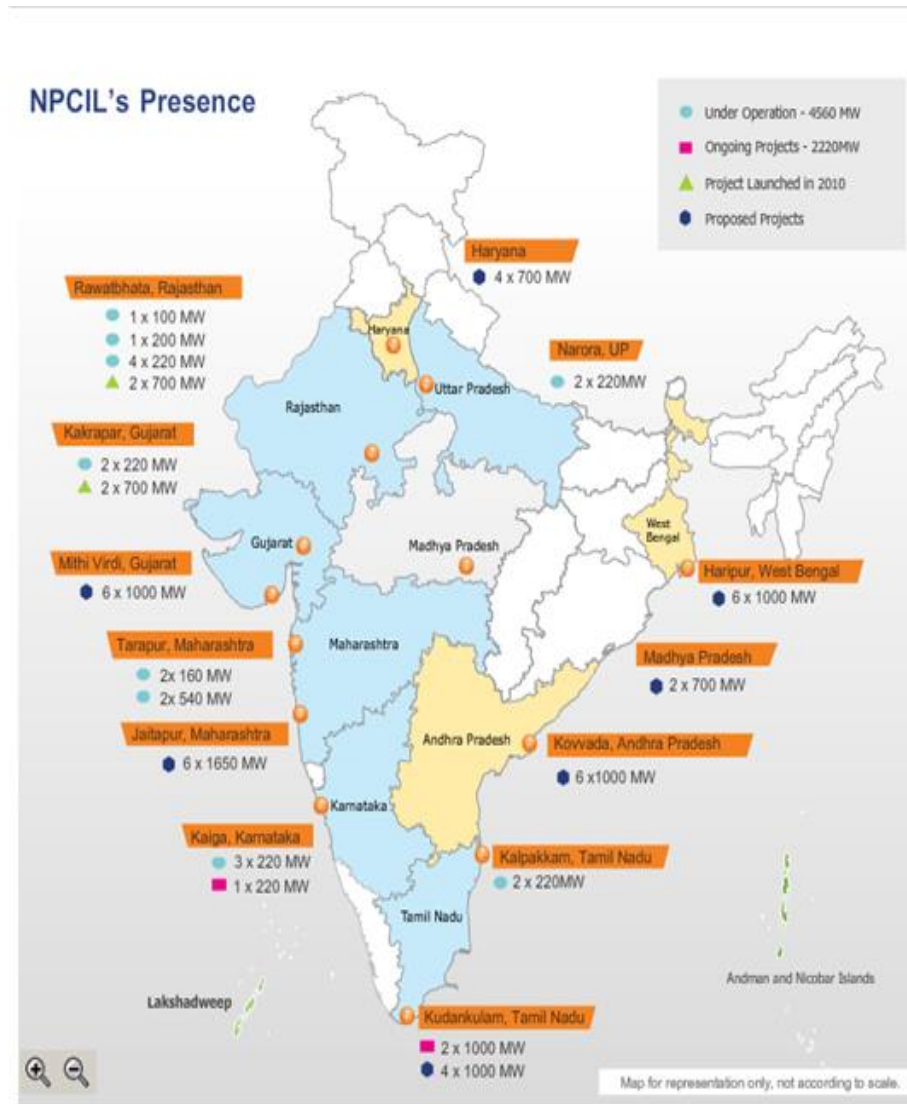 NPCIL's Presence
Under Operation - 4560 MW
Ongoing Projects - 2220MW
Project Launched in 2010
Proposed Projects
Haryana
4 x 700 MW
Rawatbhata, Rajasthan
1 x 100 MW
1 x 200 MW
4 x 220 MW
2 x 700 MW
Haryana
Narora, UP
2 x 220MW
Uttar Pradesh
Rajasthan
Kakrapar, Gujarat
2 x 220 MW
2 x 700 MW
Gujarat
Madhya Pradesh
West
Bengal
Mithi Virdi, Gujarat
6 x 1000 MW
Haripur, West Bengal
6 x 1000 MW
Tarapur, Maharashtra
2x 160 MW
2x 540 MW
Maharashtra
Madhya Pradesh
2 x 700 MW
Jaitapur, Maharashtra
6 x 1650 MW
Andhra Pradesh
Kovvada, Andhra Pradesh
6 x1000 MW
Karnataka
Kaiga, Karnataka
3 x 220 MW
1 x 220 MW
Kalpakkam, Tamil Nadu
2 x 220MW
Tamil Nadu
Andman and Nicobar Islands
Lakshadweep
Kudankulam, Tamil Nadu
2 x 1000 MW
4 x 1000 MW
Map for representation only, not according to scale.